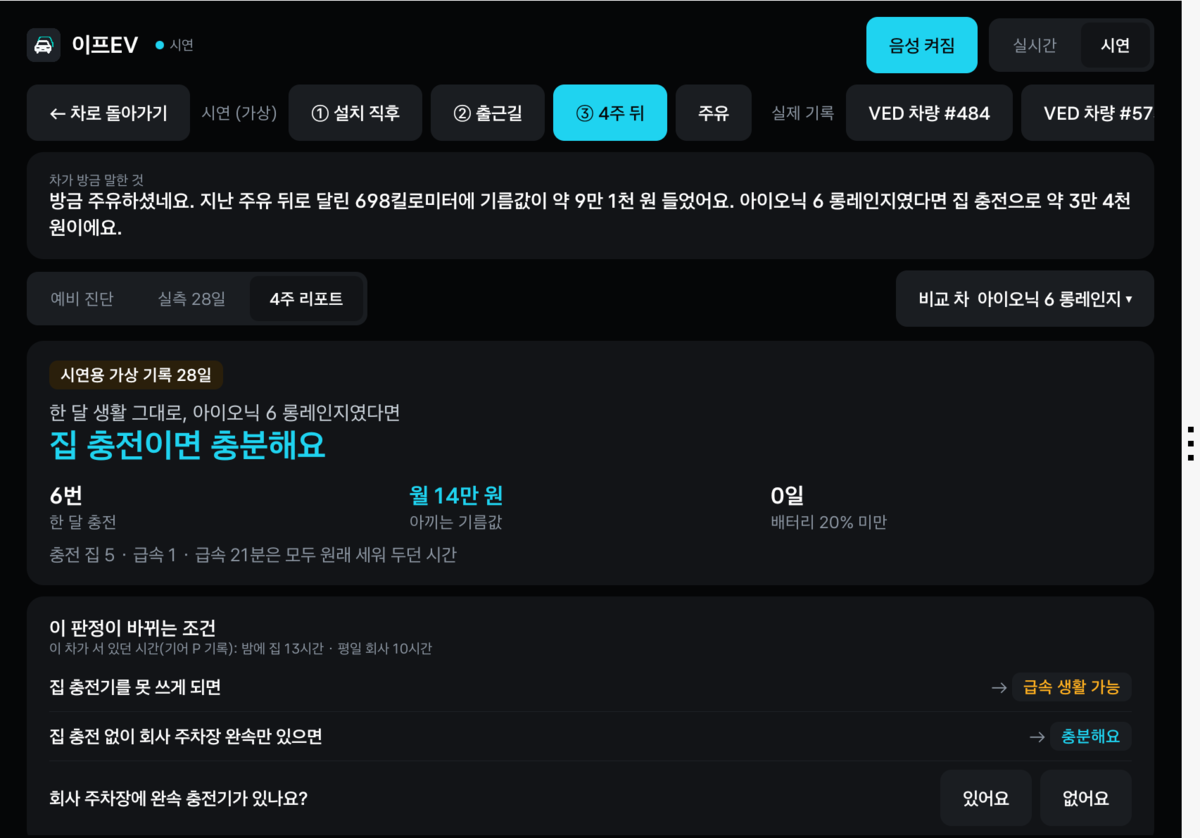 이프EV
시연
음성 켜짐
실시간
시연
← 차로 돌아가기
시연 (가상)
① 설치 직후
② 출근길
③ 4주 뒤
주유
실제 기록
VED 차량 #484
VED 차량 #57
차가 방금 말한 것
방금 주유하셨네요. 지난 주유 뒤로 달린 698킬로미터에 기름값이 약 9만 1천 원 들었어요. 아이오닉 6 롱레인지였다면 집 충전으로 약 3만 4천
원이에요.
예비 진단
실측 28일
4주 리포트
비교 차 아이오닉 6 롱레인지 ▾
시연용 가상 기록 28일
한 달 생활 그대로, 아이오닉 6 롱레인지였다면
집 충전이면 충분해요
6번
한 달 충전
월 14만 원
아끼는 기름값
0일
배터리 20% 미만
충전 집 5 · 급속 1 · 급속 21분은 모두 원래 세워 두던 시간
이 판정이 바뀌는 조건
이 차가 서 있던 시간(기어 P 기록): 밤에 집 13시간 · 평일 회사 10시간
집 충전기를 못 쓰게 되면
→ 급속 생활 가능
집 충전 없이 회사 주차장 완속만 있으면
→ 충분해요
회사 주차장에 완속 충전기가 있나요?
있어요
없어요